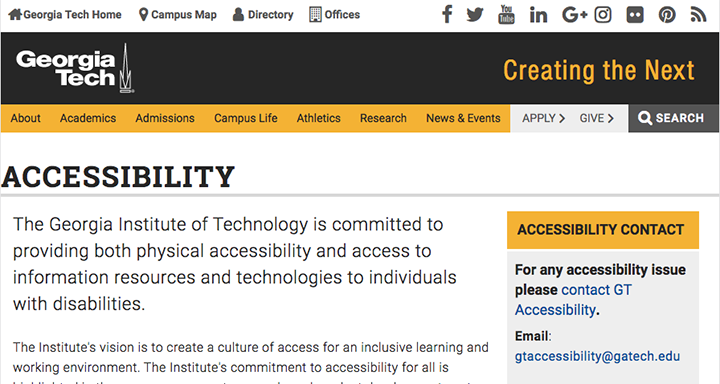 Georgia Tech Home Campus Map Directory Offices
You Tube in G+
Georgia
Tech
Creating the Next
About Academics Admissions Campus Life Athletics Research News & Events APPLY GIVE SEARCH
ACCESSIBILITY
The Georgia Institute of Technology is committed to
providing both physical accessibility and access to
information resources and technologies to individuals
with disabilities.
The Institute's vision is to create a culture of access for an inclusive learning and
working environment. The Institute's commitment to accessibility for all is
ACCESSIBILITY CONTACT
For any accessibility issue
please contact GT
Accessibility.
Email:
gtaccessibility@gatech.edu